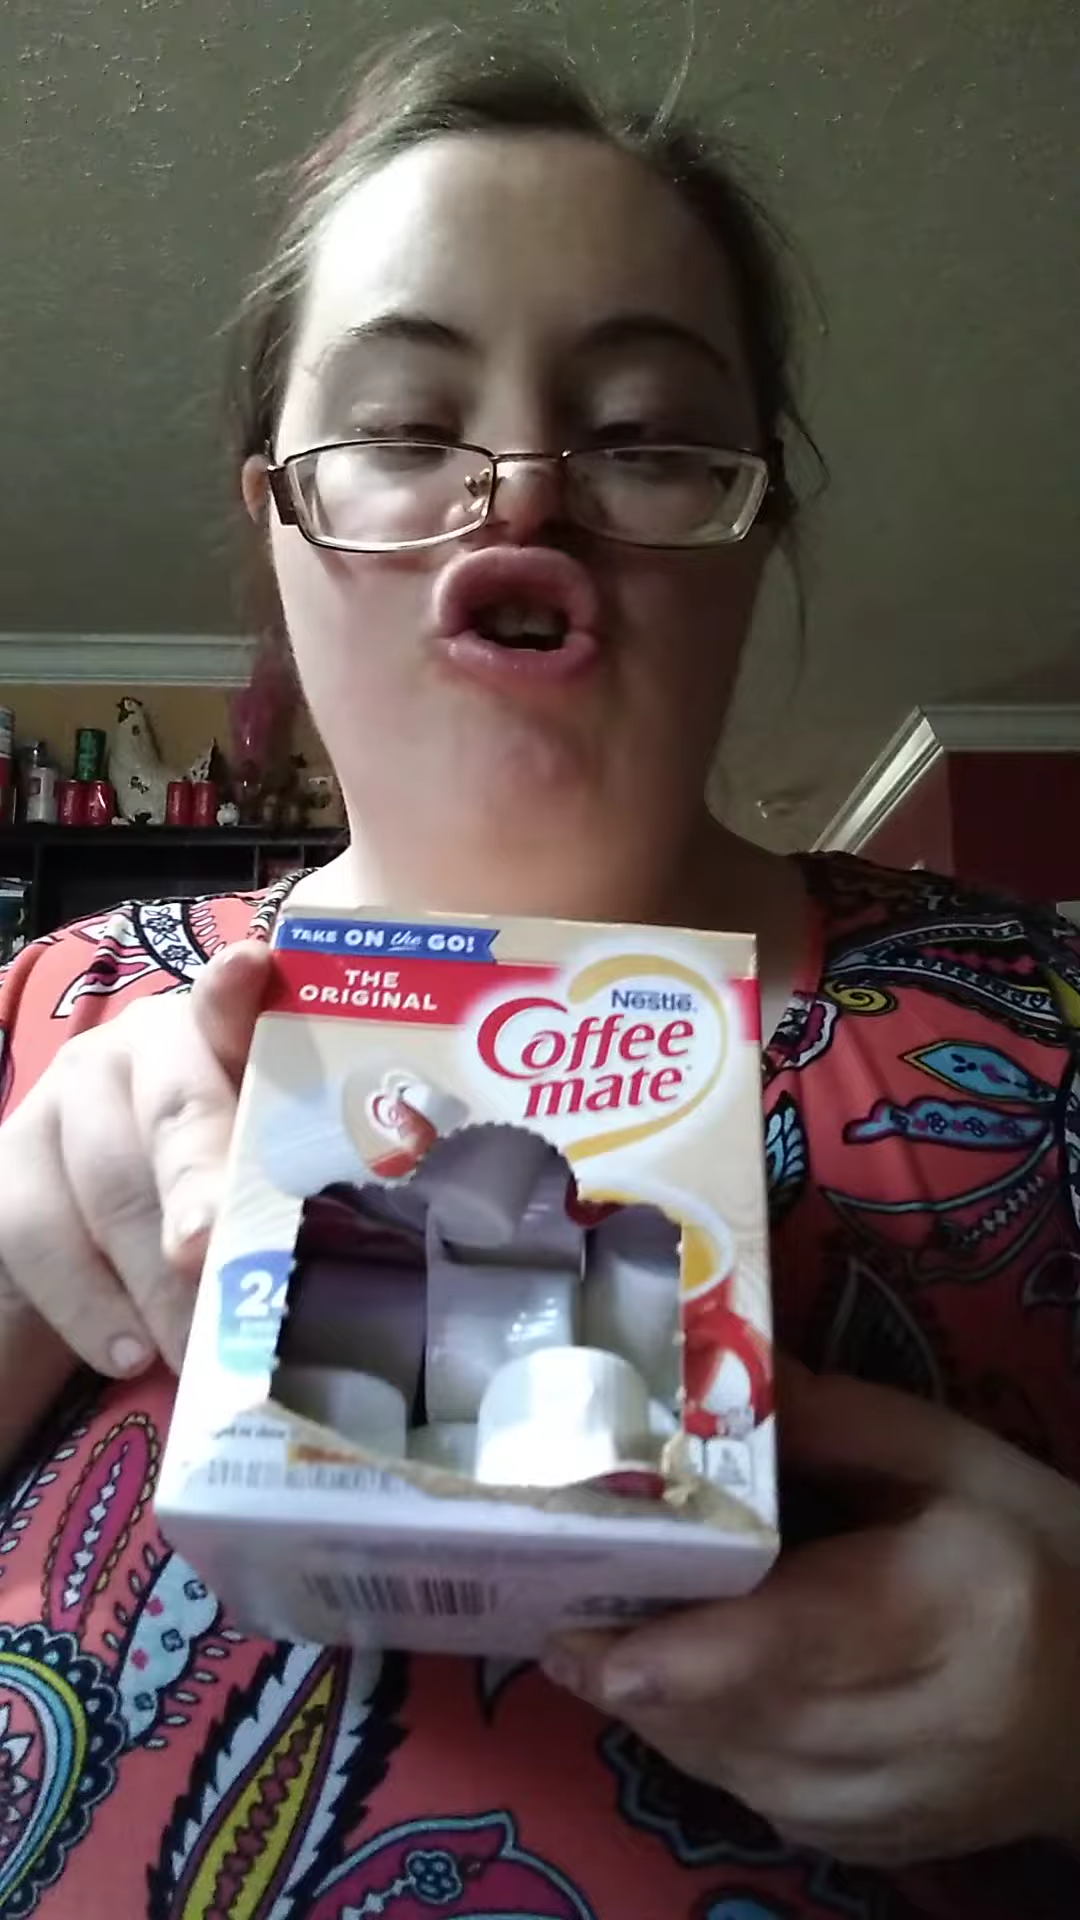 TAKE ON the GO!
THE
ORIGINAL
Nestlé
Coffee
mate
24